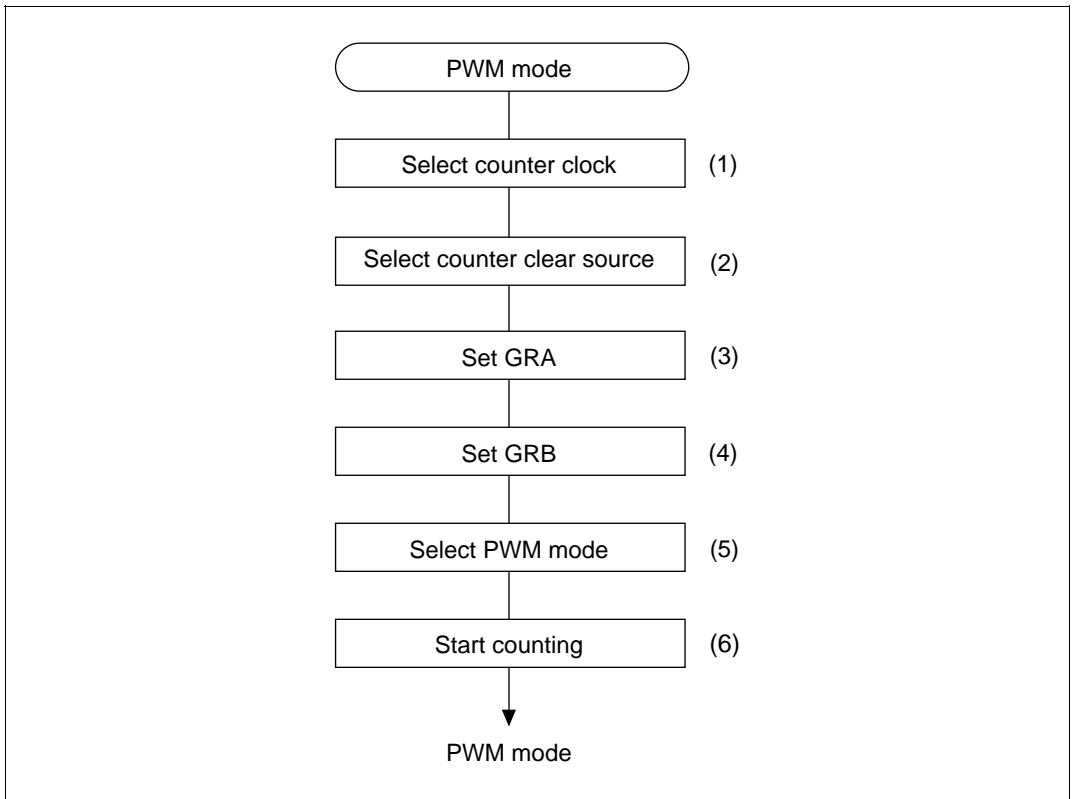 PWM mode
Select counter clock (1)
Select counter clear source (2)
Set GRA (3)
Set GRB (4)
Select PWM mode (5)
Start counting (6)
PWM mode